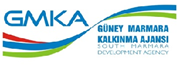 GMKA
GÜNEY MARMARA
KALKINMA AJANSI
SOUTH MARMARA
DEVELOPMENT AGENCY